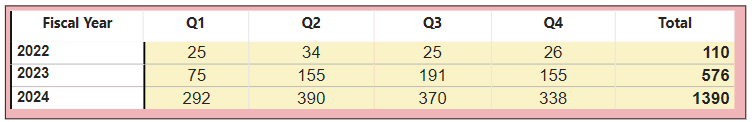 Fiscal Year Q1 Q2 Q3 Q4 Total
2022 25 34 25 26 110
2023 75 155 191 155 576
2024 292 390 370 338 1390